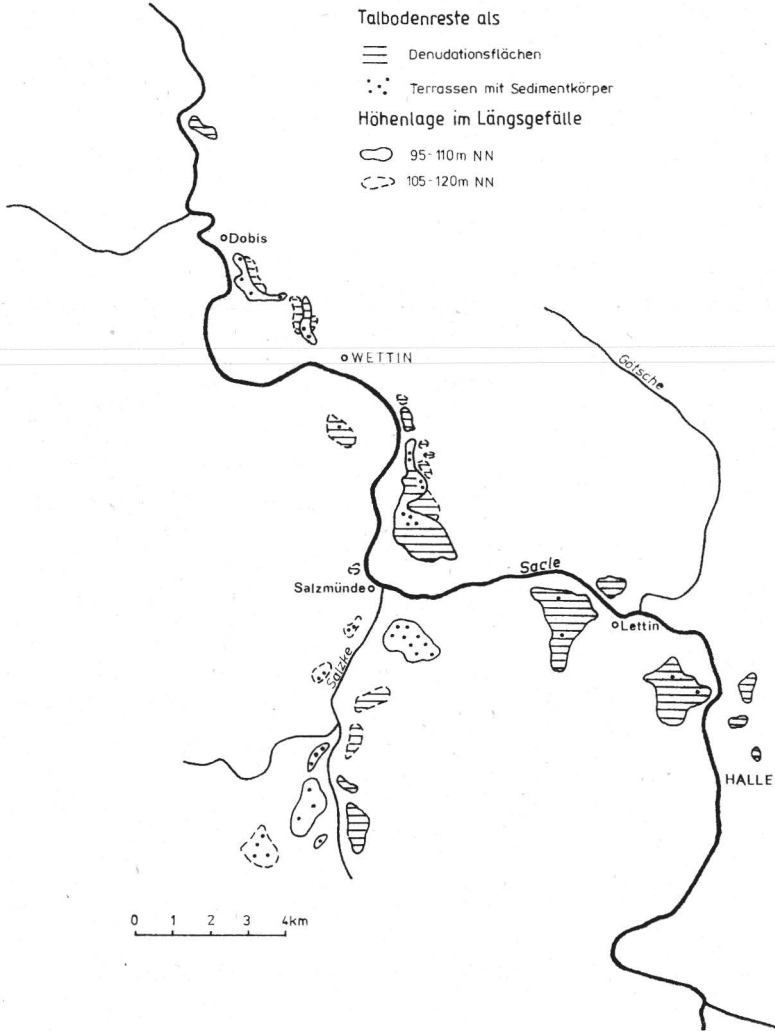 Talbodenreste als
Denudationsflächen
Terrassen mit Sedimentkörper
Höhenlage im Längsgefälle
95-110m NN
105-120m NN
Dobis
WETTIN
Götsche
Saale
Salzmünde
Lettin
Salzke
HALLE
0 1 2 3 4km